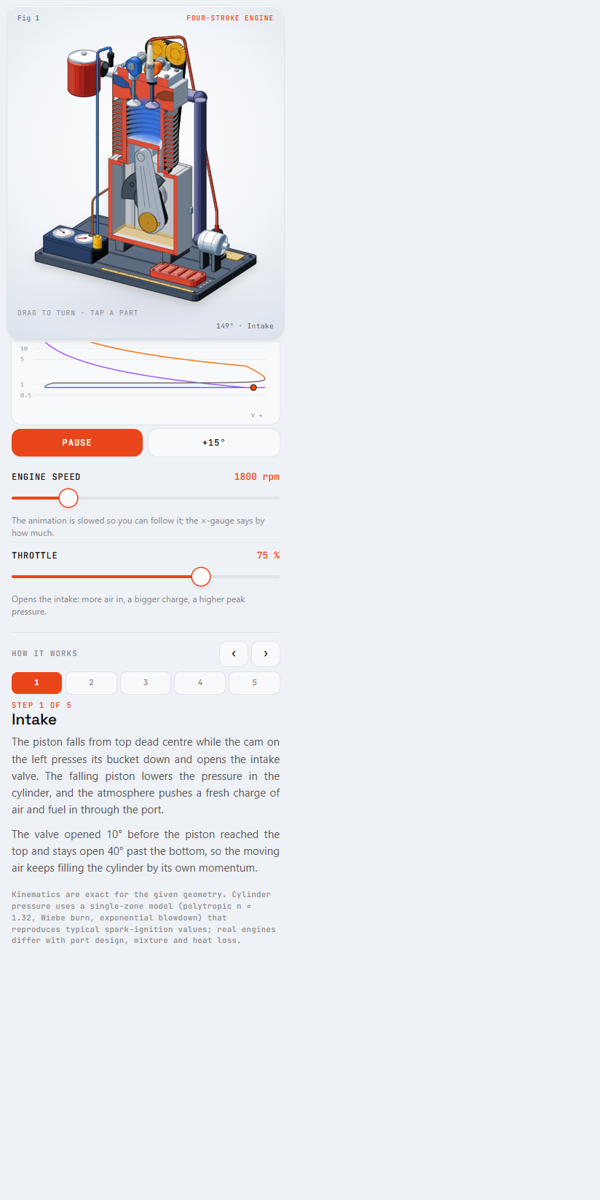 Fig 1
FOUR-STROKE ENGINE
DRAG TO TURN · TAP A PART
149° · Intake
10
5
1
0.5
V →
PAUSE
+15°
ENGINE SPEED
1800 rpm
The animation is slowed so you can follow it; the ×-gauge says by
how much.
THROTTLE
75 %
Opens the intake: more air in, a bigger charge, a higher peak
pressure.
HOW IT WORKS
‹
›
1
2
3
4
5
STEP 1 OF 5
Intake
The piston falls from top dead centre while the cam on
the left presses its bucket down and opens the intake
valve. The falling piston lowers the pressure in the
cylinder, and the atmosphere pushes a fresh charge of
air and fuel in through the port.
The valve opened 10° before the piston reached the
top and stays open 40° past the bottom, so the moving
air keeps filling the cylinder by its own momentum.
Kinematics are exact for the given geometry. Cylinder
pressure uses a single-zone model (polytropic n =
1.32, Wiebe burn, exponential blowdown) that
reproduces typical spark-ignition values; real engines
differ with port design, mixture and heat loss.